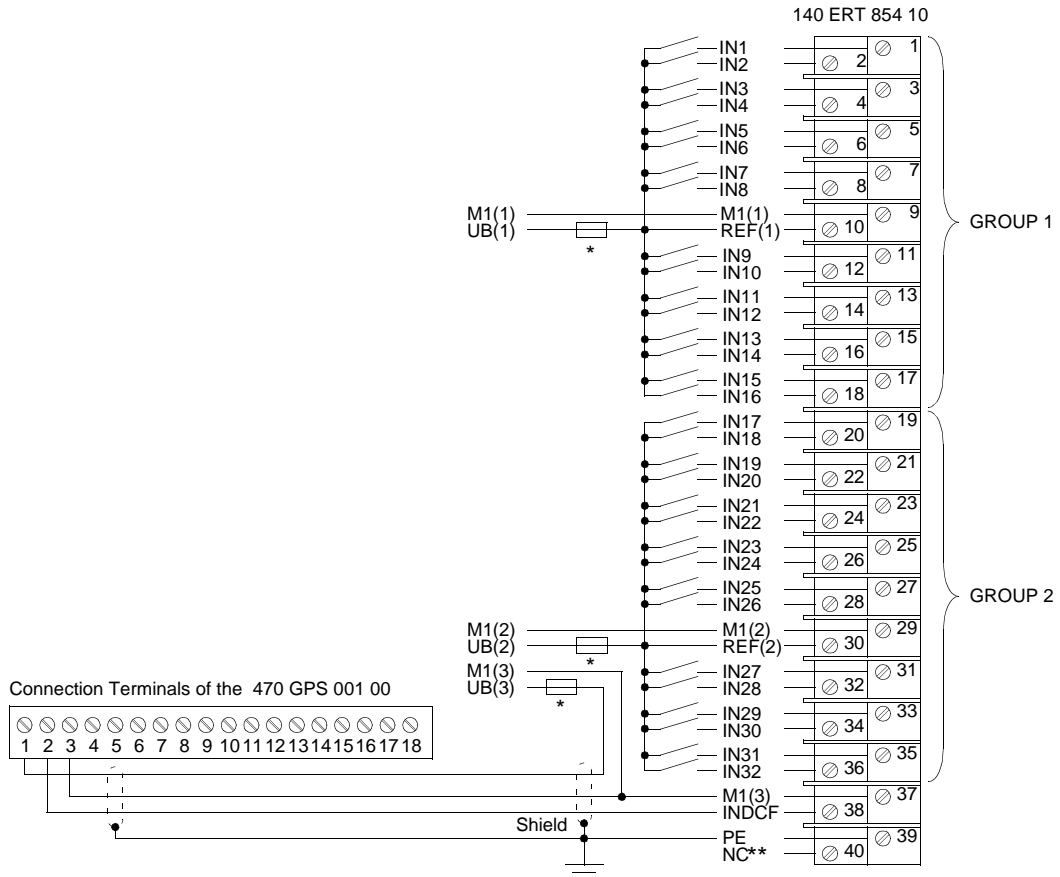 140 ERT 854 10
IN1 1
IN2 2
IN3 3
IN4 4
IN5 5
IN6 6
IN7 7
IN8 8
M1(1) M1(1) 9
UB(1) REF(1) 10
GROUP 1
*
IN9 11
IN10 12
IN11 13
IN12 14
IN13 15
IN14 16
IN15 17
IN16 18
IN17 19
IN18 20
IN19 21
IN20 22
IN21 23
IN22 24
IN23 25
IN24 26
IN25 27
IN26 28
GROUP 2
M1(2) M1(2) 29
UB(2) REF(2) 30
*
M1(3) IN27 31
UB(3) IN28 32
*
Connection Terminals of the 470 GPS 001 00
IN29 33
IN30 34
1 2 3 4 5 6 7 8 9 10 11 12 13 14 15 16 17 18
IN31 35
IN32 36
M1(3) 37
INDCF 38
Shield
PE 39
NC** 40